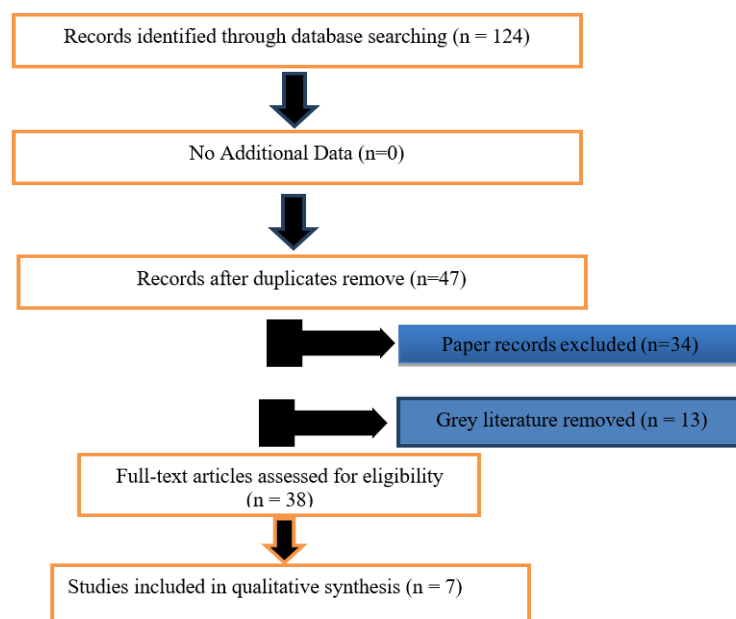 Records identified through database searching (n = 124)
No Additional Data (n=0)
Records after duplicates remove (n=47)
Paper records excluded (n=34)
Grey literature removed (n = 13)
Full-text articles assessed for eligibility
(n = 38)
Studies included in qualitative synthesis (n = 7)